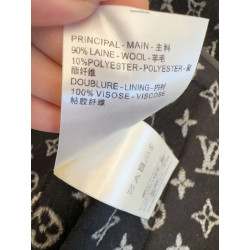 PRINCIPAL - MAIN - 主料
90% LAINE - WOOL - 羊毛
10% POLYESTER - POLYESTER - 聚
酯纤维
DOUBLURE - LINING - 内衬
100% VISOSE - VISCOSE
帖胶纤维